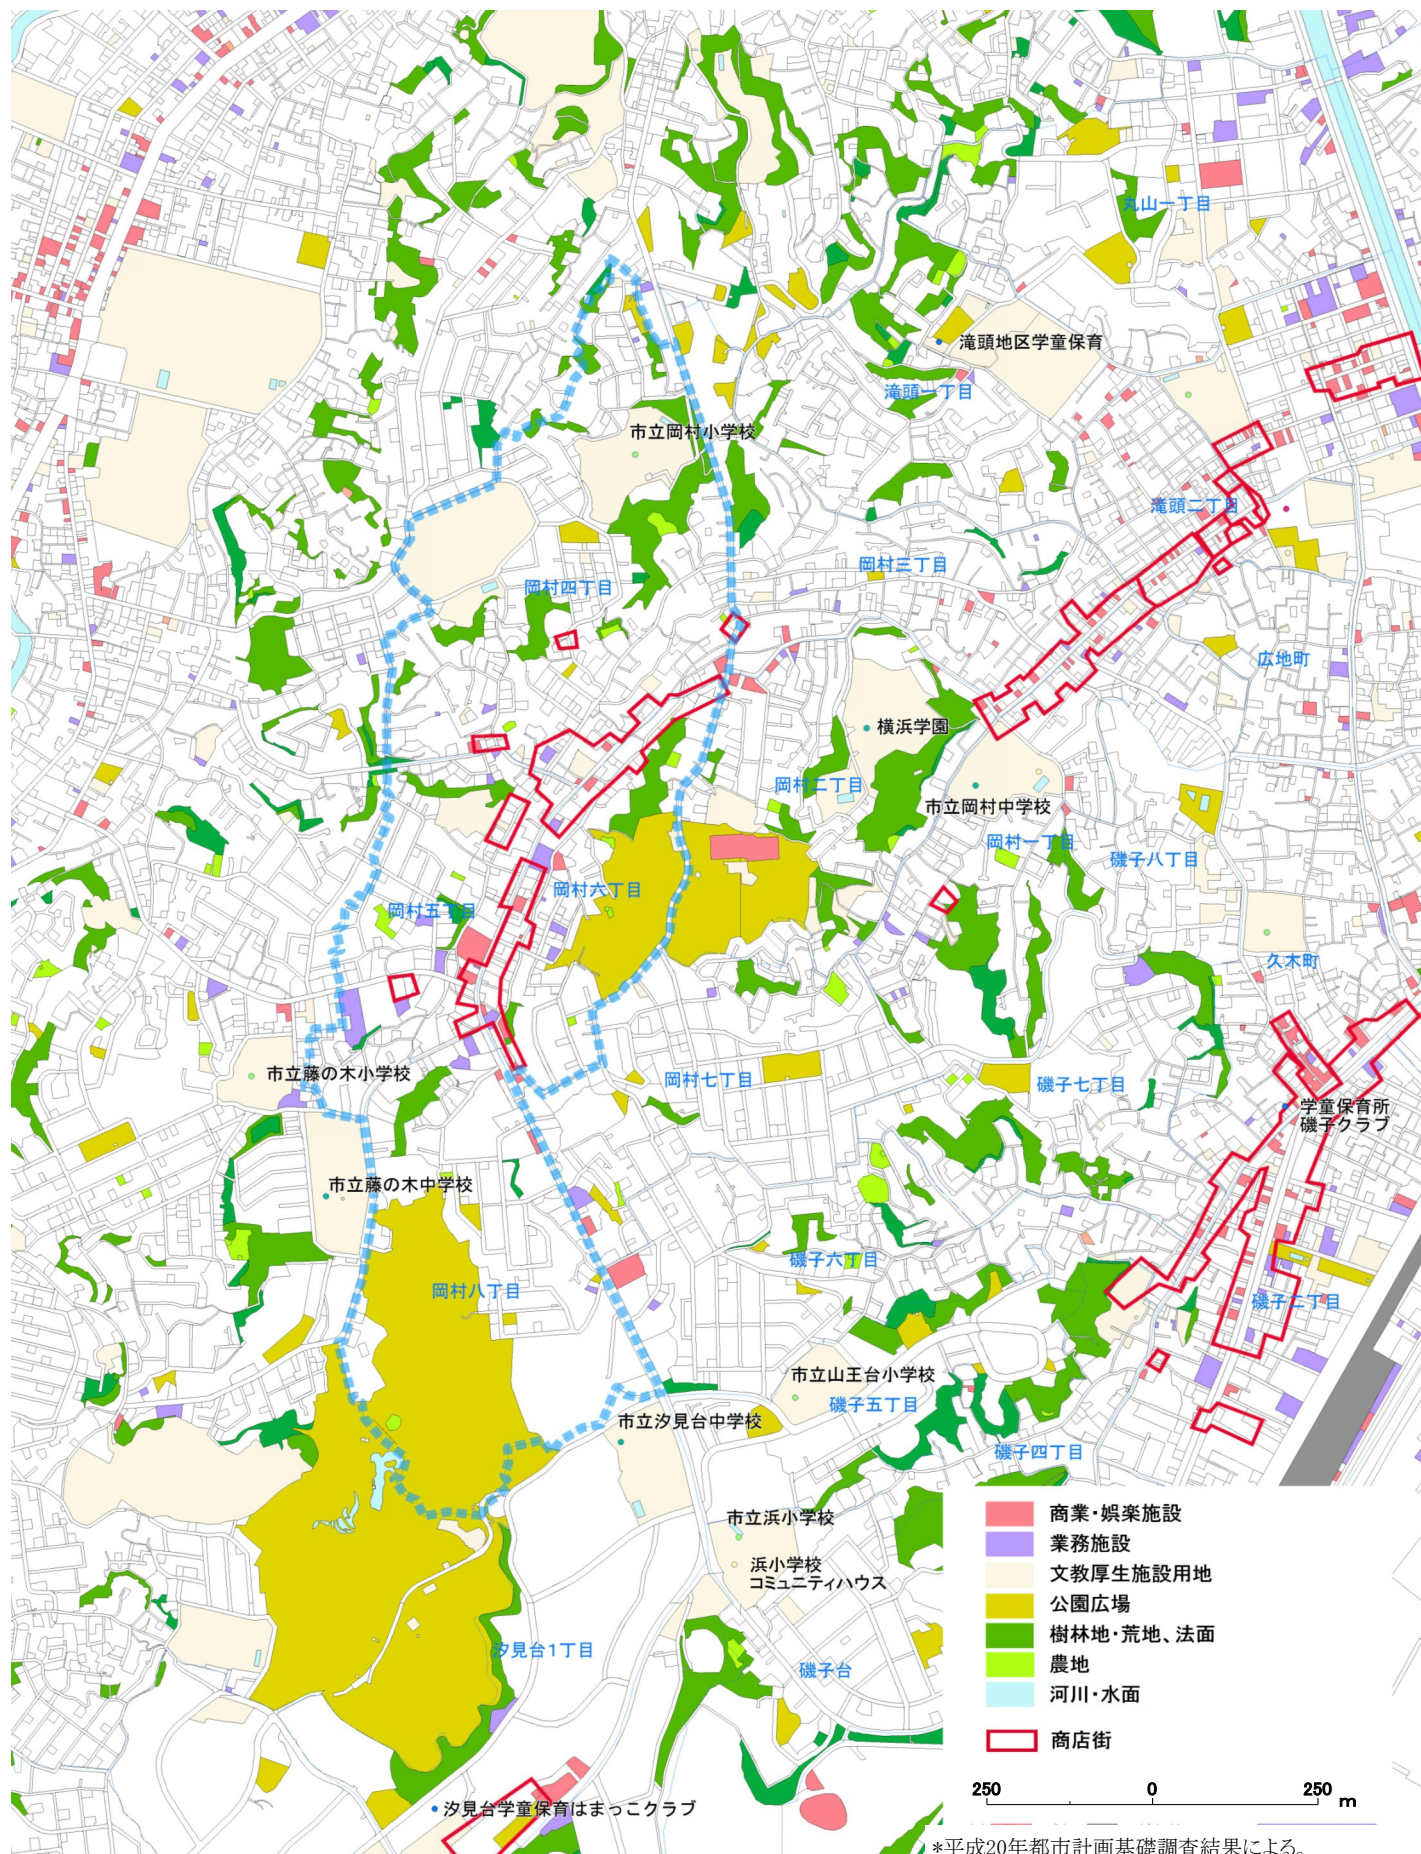 丸山一丁目
滝頭地区学童保育
滝頭一丁目
市立岡村小学校
滝頭二丁目
岡村三丁目
岡村四丁目
広地町
横浜学園
岡村二丁目
市立岡村中学校
岡村一丁目
磯子八丁目
岡村六丁目
岡村五丁目
久木町
市立藤の木小学校
岡村七丁目
磯子七丁目
学童保育所
磯子クラブ
市立藤の木中学校
磯子六丁目
岡村八丁目
磯子二丁目
市立山王台小学校
磯子五丁目
市立汐見台中学校
磯子四丁目
市立浜小学校
浜小学校
コミュニティハウス
汐見台1丁目
磯子台
汐見台学童保育はまっこクラブ
商業・娯楽施設
業務施設
文教厚生施設用地
公園広場
樹林地・荒地、法面
農地
河川・水面
商店街
250 0 250 m
*平成20年都市計画基礎調査結果による。